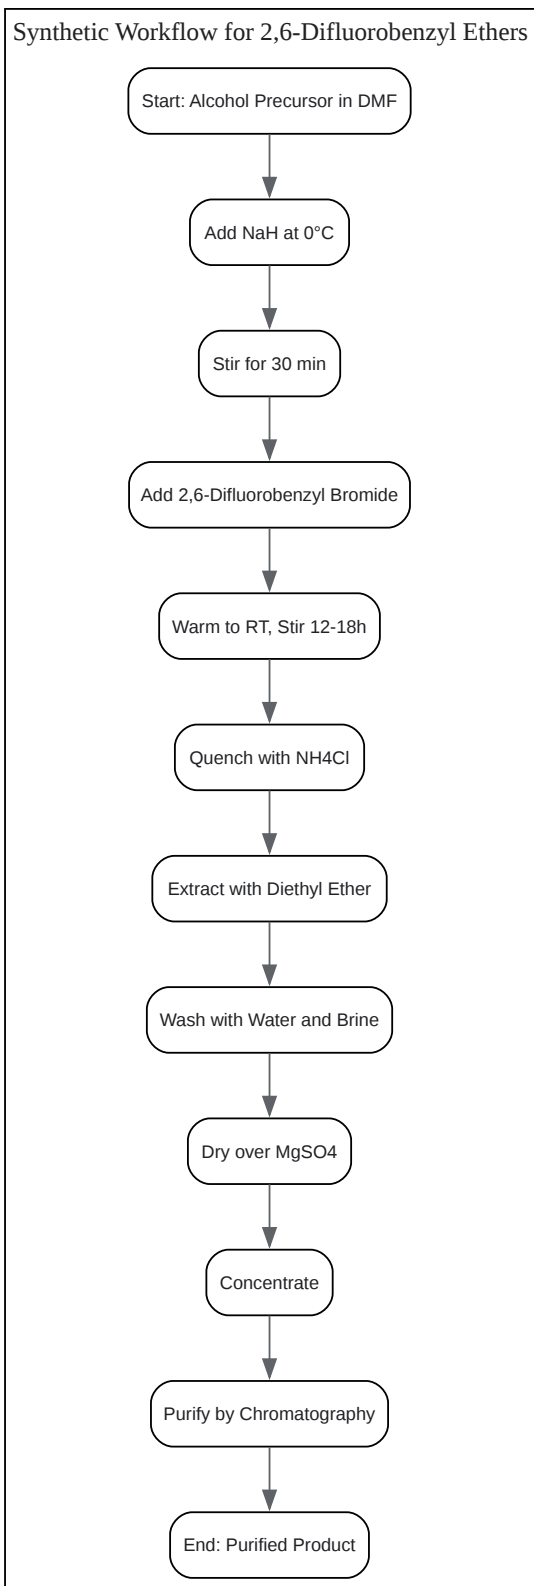 Synthetic Workflow for 2,6-Difluorobenzyl Ethers
Start: Alcohol Precursor in DMF
Add NaH at 0°C
Stir for 30 min
Add 2,6-Difluorobenzyl Bromide
Warm to RT, Stir 12-18h
Quench with NH4Cl
Extract with Diethyl Ether
Wash with Water and Brine
Dry over MgSO4
Concentrate
Purify by Chromatography
End: Purified Product